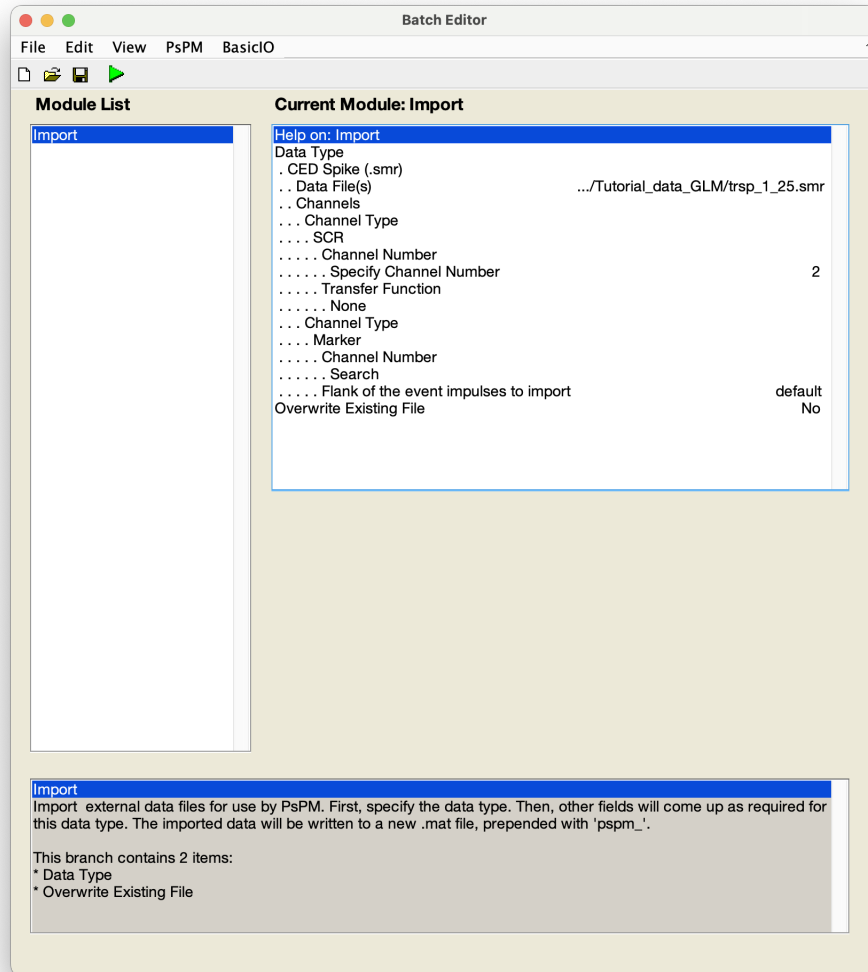 Batch Editor
File Edit View PsPM BasicIO
Module List
Import
Current Module: Import
Help on: Import
Data Type
. CED Spike (.smr)
. . Data File(s) .../Tutorial_data_GLM/trsp_1_25.smr
. . Channels
. . . Channel Type
. . . . SCR
. . . . . Channel Number
. . . . . . Specify Channel Number 2
. . . . . Transfer Function
. . . . . . None
. . . Channel Type
. . . . Marker
. . . . . Channel Number
. . . . . . Search
. . . . . Flank of the event impulses to import default
Overwrite Existing File No
Import
Import  external data files for use by PsPM. First, specify the data type. Then, other fields will come up as required for
this data type. The imported data will be written to a new .mat file, prepended with 'pspm_'.
This branch contains 2 items:
* Data Type
* Overwrite Existing File